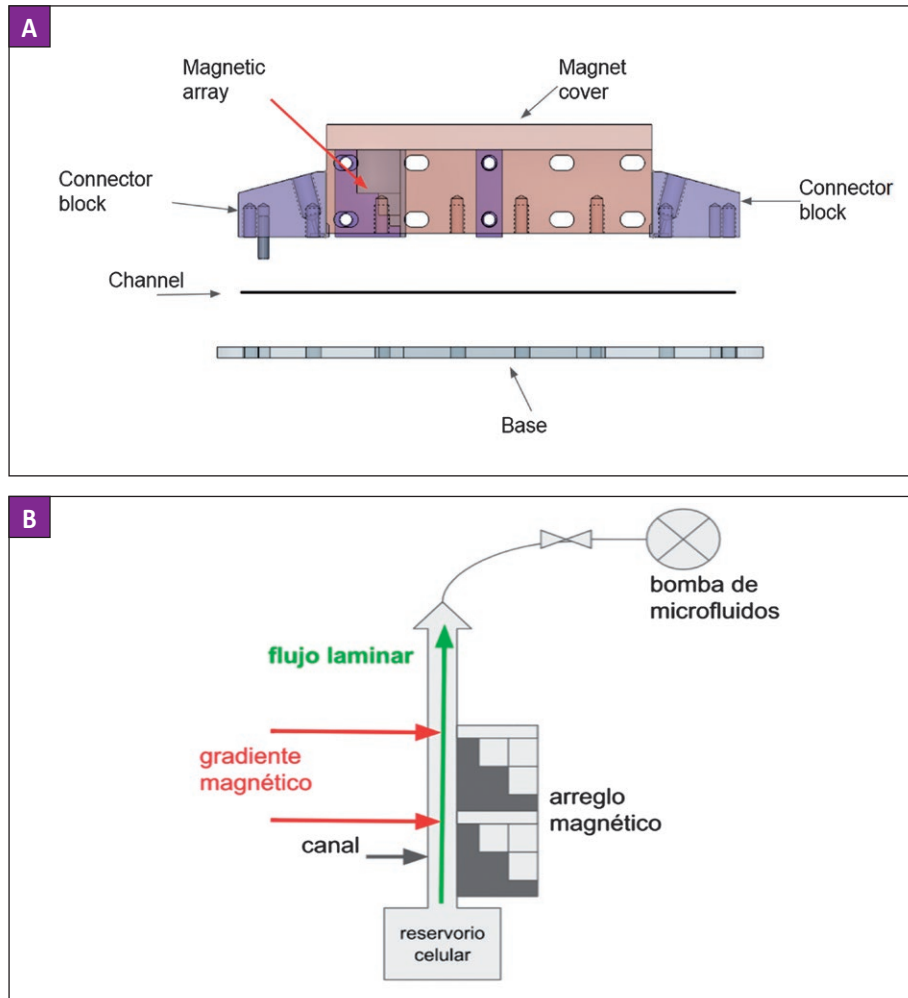 A
Magnetic
array
Magnet
cover
Connector
block
Connector
block
Channel
Base
B
bomba de
microfluidos
flujo laminar
gradiente
magnético
arreglo
magnético
canal
reservorio
celular